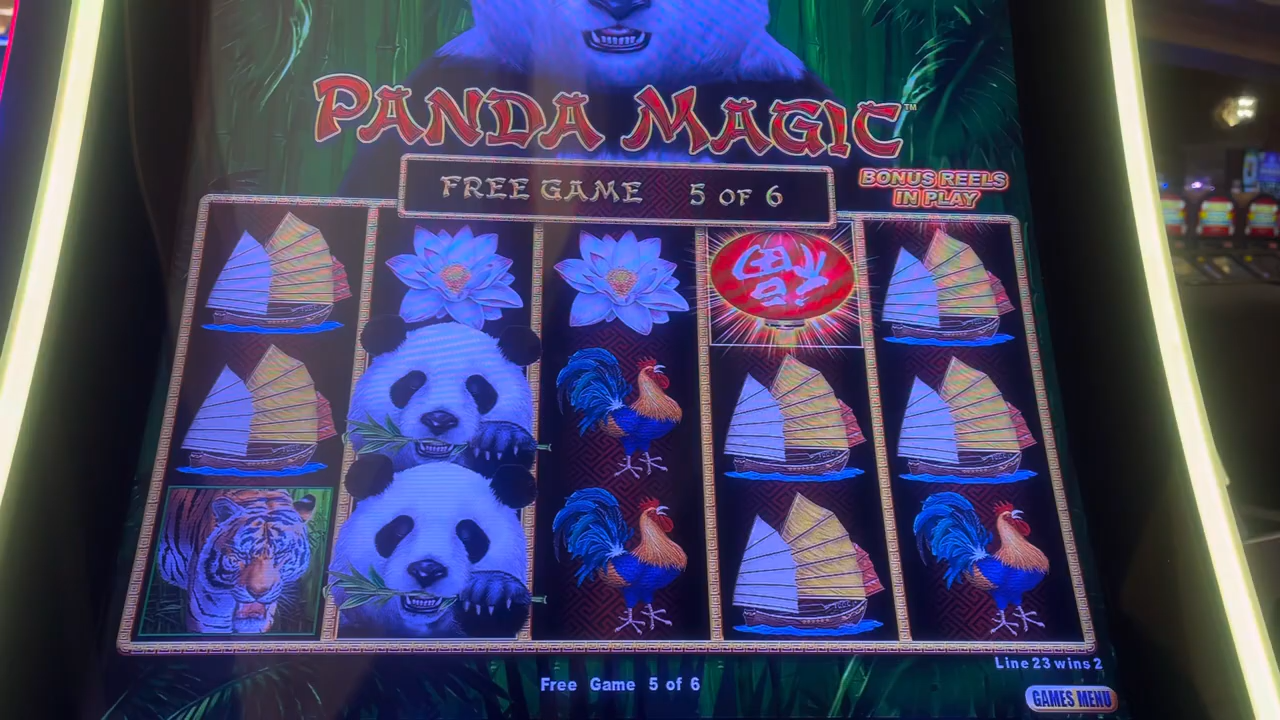 PANDA MAGIC™
FREE GAME 5 OF 6
BONUS REELS
IN PLAY
Line 23 wins 2
Free Game 5 of 6
GAMES MENU